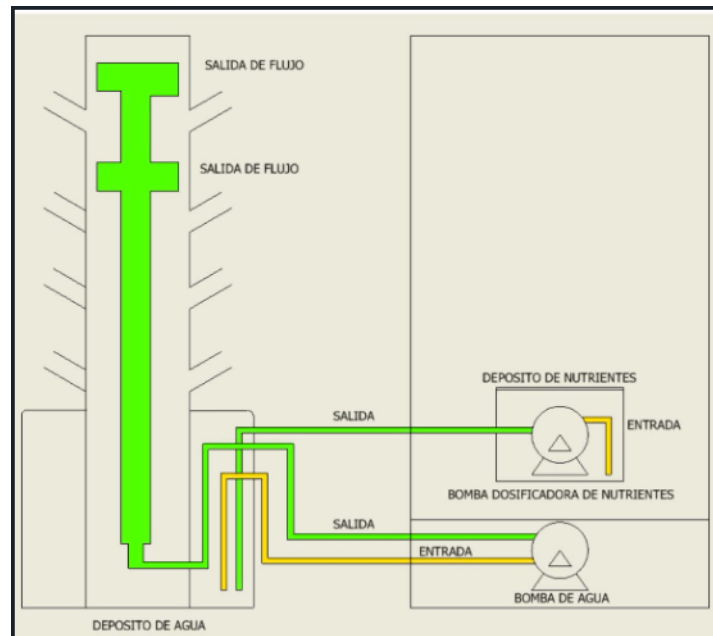 SALIDA DE FLUJO
SALIDA DE FLUJO
DEPOSITO DE NUTRIENTES
SALIDA
ENTRADA
BOMBA DOSIFICADORA DE NUTRIENTES
SALIDA
ENTRADA
BOMBA DE AGUA
DEPOSITO DE AGUA